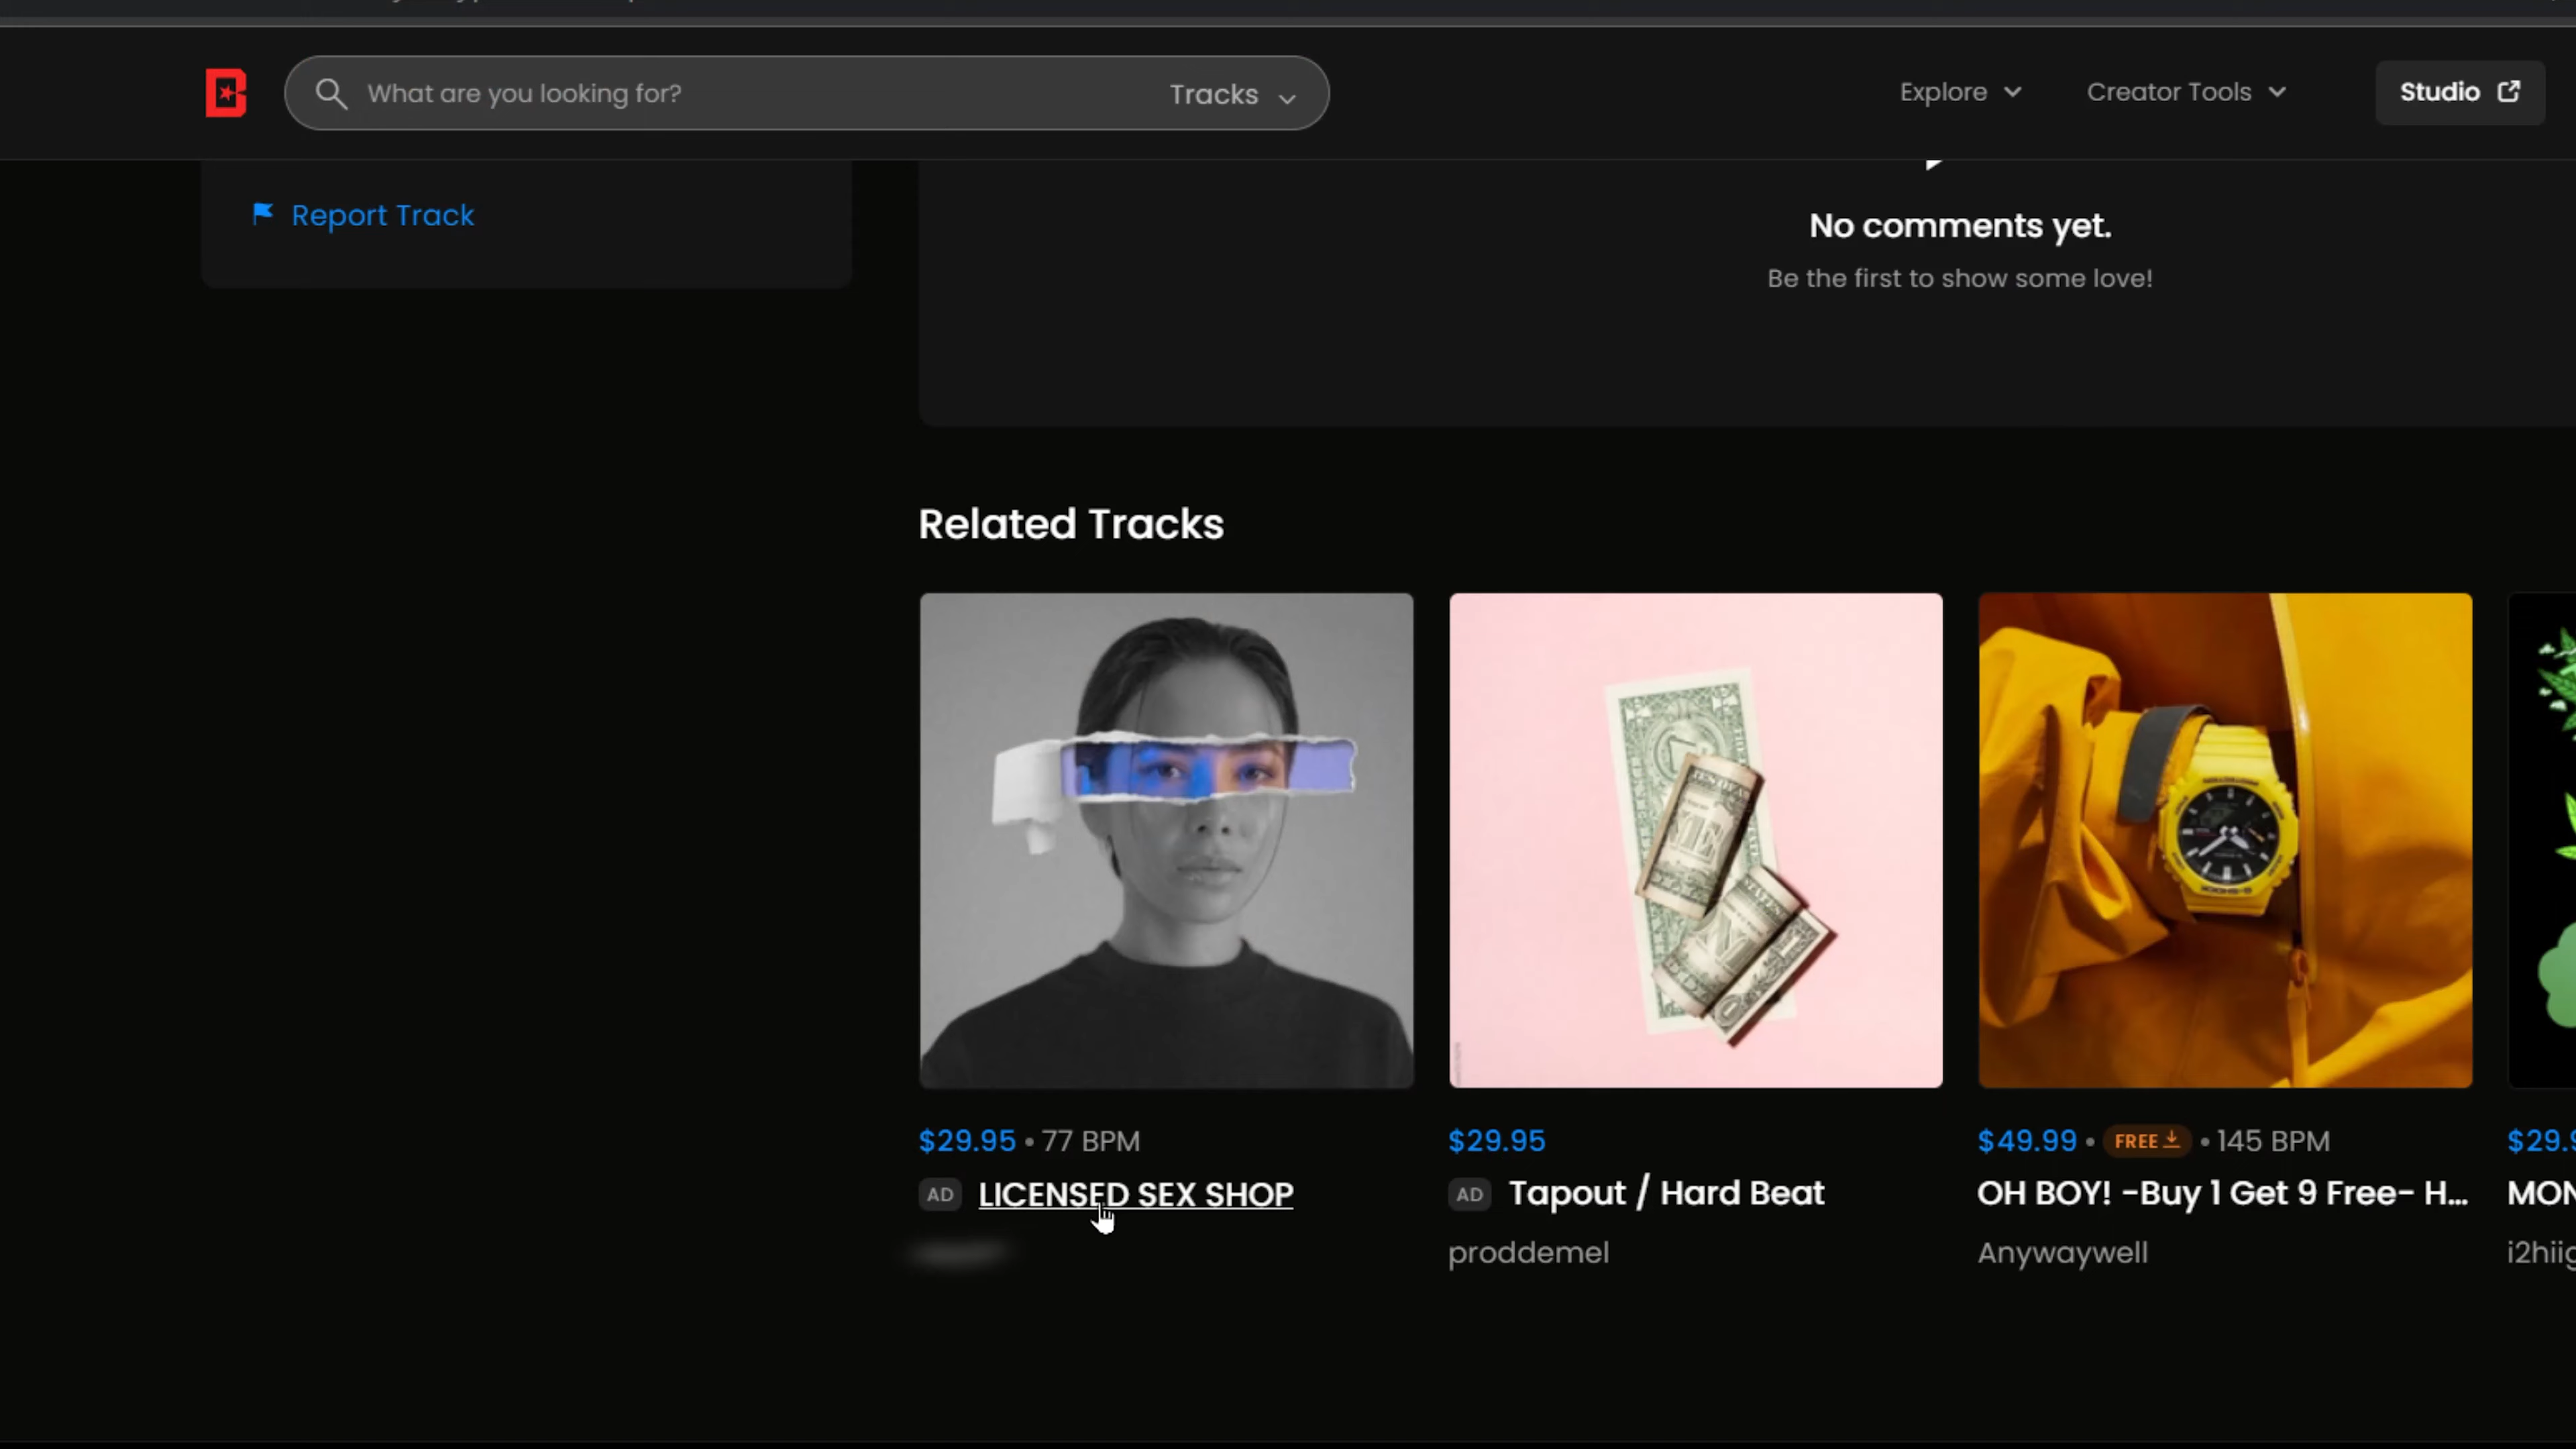 What are you looking for?
Tracks
Explore
Creator Tools
Studio
Report Track
No comments yet.
Be the first to show some love!
Related Tracks
$29.95 • 77 BPM
AD LICENSED SEX SHOP
$29.95
AD Tapout / Hard Beat
proddemel
$49.99 • FREE • 145 BPM
OH BOY! -Buy 1 Get 9 Free- H...
Anywaywell